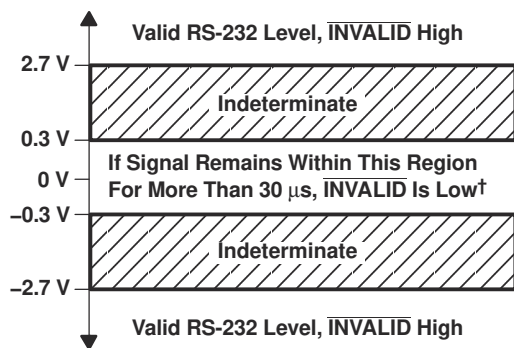 Valid RS-232 Level, INVALID High
2.7 V
Indeterminate
0.3 V
If Signal Remains Within This Region
0 V
For More Than 30 μs, INVALID Is Low†
−0.3 V
Indeterminate
−2.7 V
Valid RS-232 Level, INVALID High